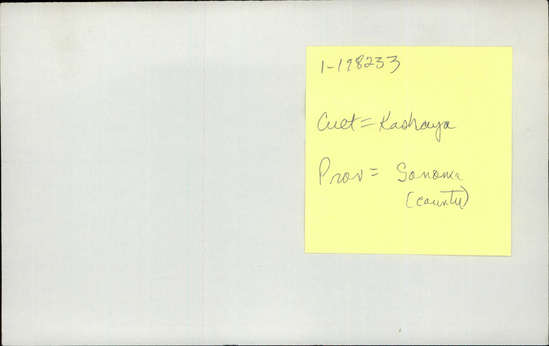 1-198233
Cult = Kashaya
Prov = Sonoma
(county)